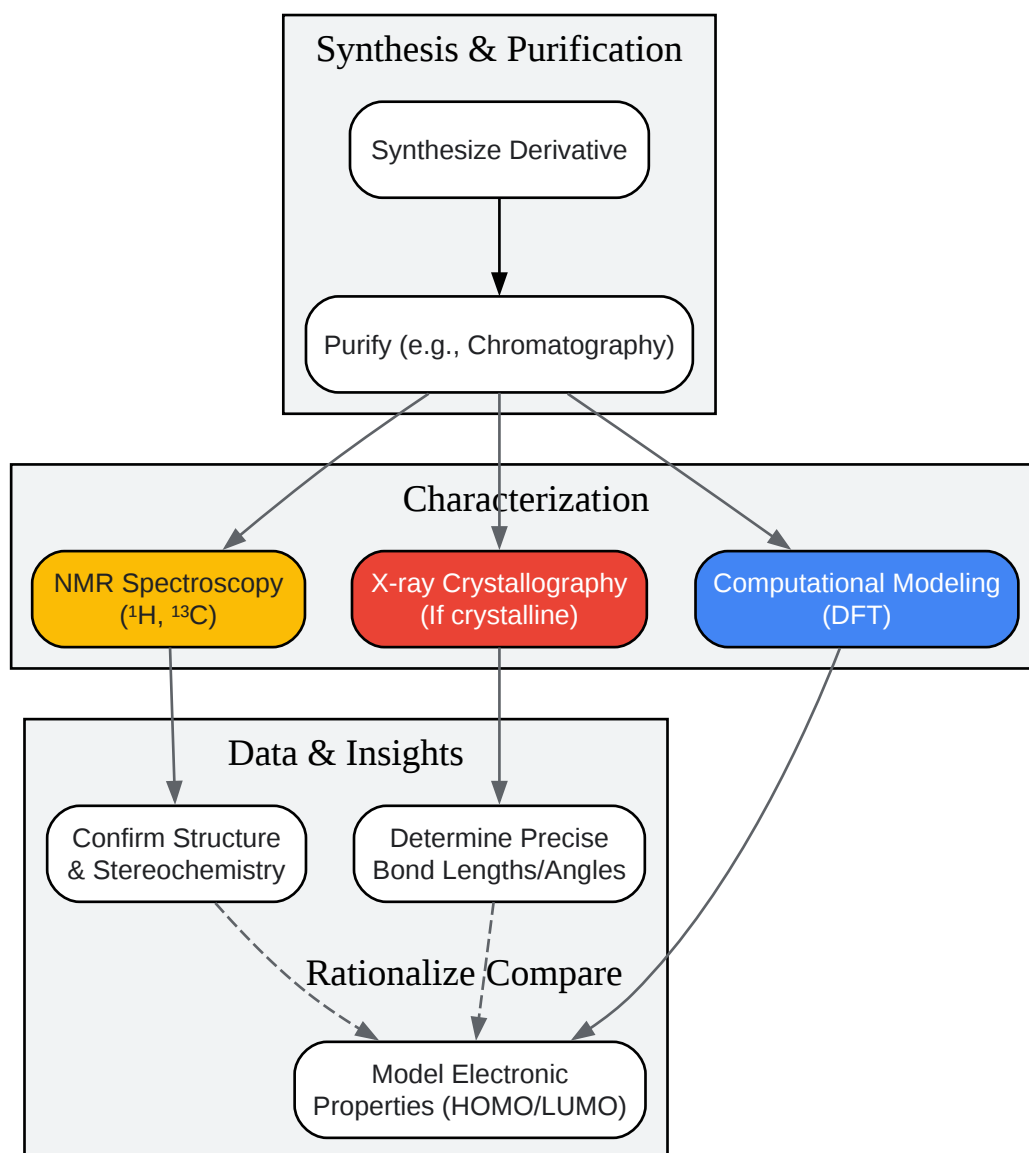 Synthesis & Purification
Synthesize Derivative
Purify (e.g., Chromatography)
Characterization
NMR Spectroscopy
(¹H, ¹³C)
X-ray Crystallography
(If crystalline)
Computational Modeling
(DFT)
Data & Insights
Confirm Structure
& Stereochemistry
Determine Precise
Bond Lengths/Angles
Rationalize
Compare
Model Electronic
Properties (HOMO/LUMO)